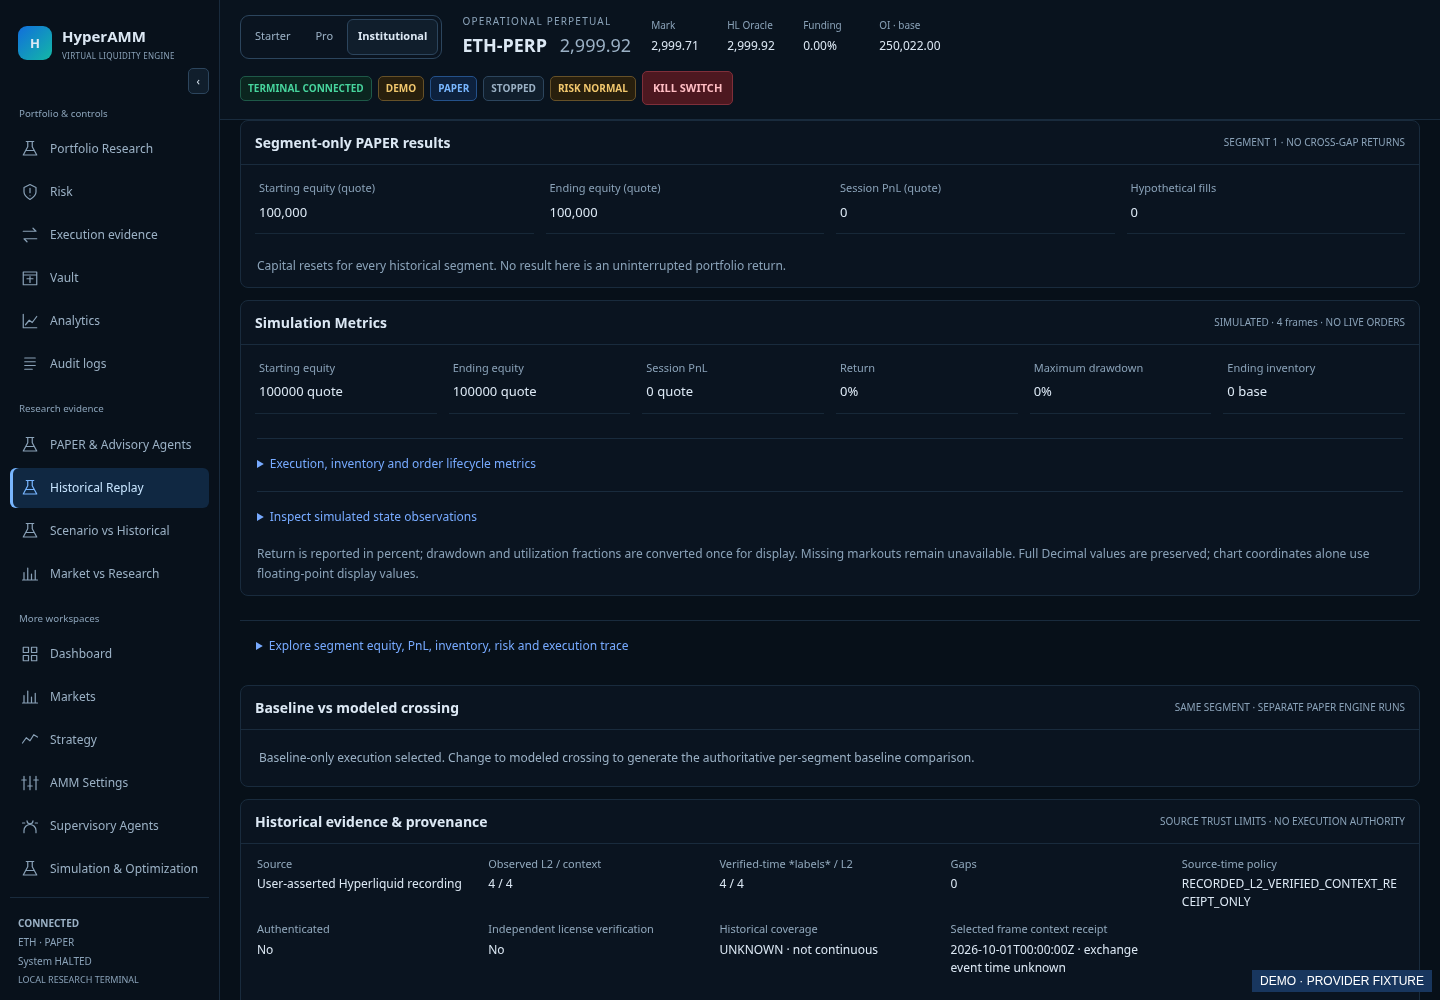 H
HyperAMM
VIRTUAL LIQUIDITY ENGINE
‹
Portfolio & controls
Portfolio Research
Risk
Execution evidence
Vault
Analytics
Audit logs
Research evidence
PAPER & Advisory Agents
Historical Replay
Scenario vs Historical
Market vs Research
More workspaces
Dashboard
Markets
Strategy
AMM Settings
Supervisory Agents
Simulation & Optimization
CONNECTED
ETH · PAPER
System HALTED
LOCAL RESEARCH TERMINAL
Starter Pro Institutional
OPERATIONAL PERPETUAL
ETH-PERP 2,999.92
Mark HL Oracle Funding OI · base
2,999.71 2,999.92 0.00% 250,022.00
TERMINAL CONNECTED DEMO PAPER STOPPED RISK NORMAL KILL SWITCH
Segment-only PAPER results SEGMENT 1 · NO CROSS-GAP RETURNS
Starting equity (quote) Ending equity (quote) Session PnL (quote) Hypothetical fills
100,000 100,000 0 0
Capital resets for every historical segment. No result here is an uninterrupted portfolio return.
Simulation Metrics SIMULATED · 4 frames · NO LIVE ORDERS
Starting equity Ending equity Session PnL Return Maximum drawdown Ending inventory
100000 quote 100000 quote 0 quote 0% 0% 0 base
Execution, inventory and order lifecycle metrics
Inspect simulated state observations
Return is reported in percent; drawdown and utilization fractions are converted once for display. Missing markouts remain unavailable. Full Decimal values are preserved; chart coordinates alone use
floating-point display values.
Explore segment equity, PnL, inventory, risk and execution trace
Baseline vs modeled crossing SAME SEGMENT · SEPARATE PAPER ENGINE RUNS
Baseline-only execution selected. Change to modeled crossing to generate the authoritative per-segment baseline comparison.
Historical evidence & provenance SOURCE TRUST LIMITS · NO EXECUTION AUTHORITY
Source Observed L2 / context Verified-time *labels* / L2 Gaps Source-time policy
User-asserted Hyperliquid recording 4 / 4 4 / 4 0 RECORDED_L2_VERIFIED_CONTEXT_RE
CEIPT_ONLY
Authenticated Independent license verification Historical coverage Selected frame context receipt
No No UNKNOWN · not continuous 2026-10-01T00:00:00Z · exchange
event time unknown
DEMO · PROVIDER FIXTURE